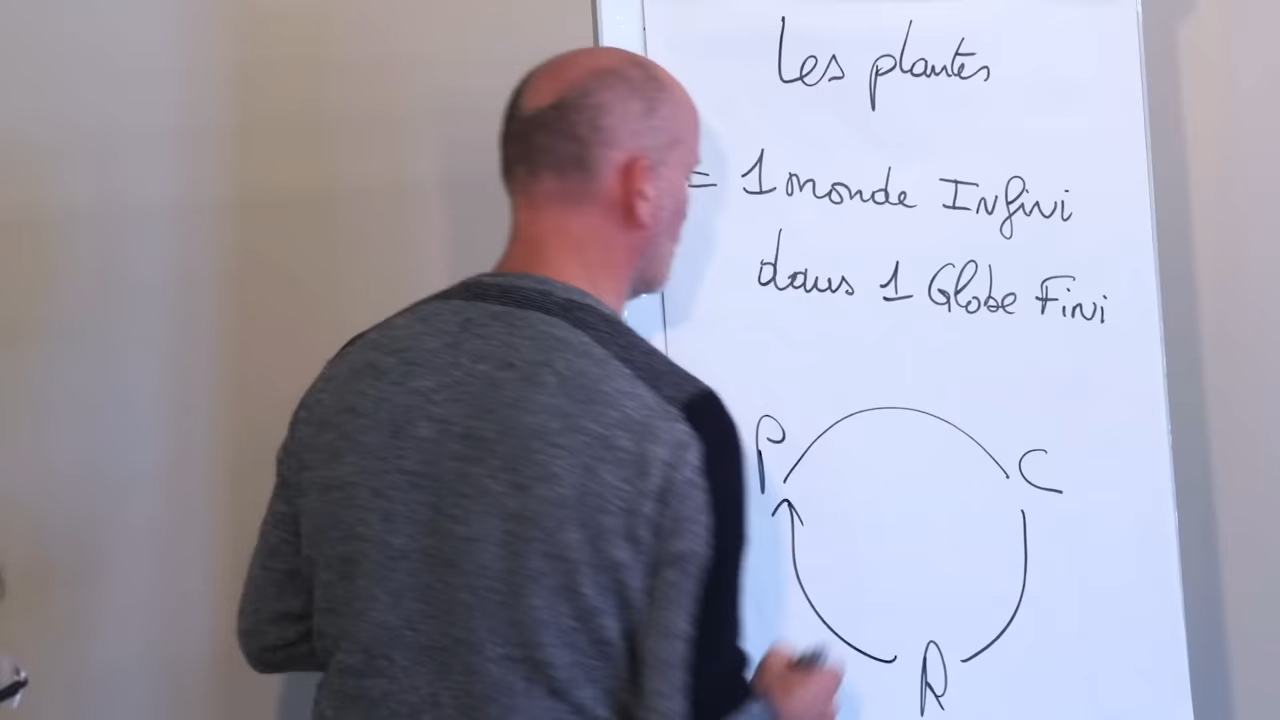 Les plantes
= 1 monde Infini
dans 1 Globe Fini
P
C
R